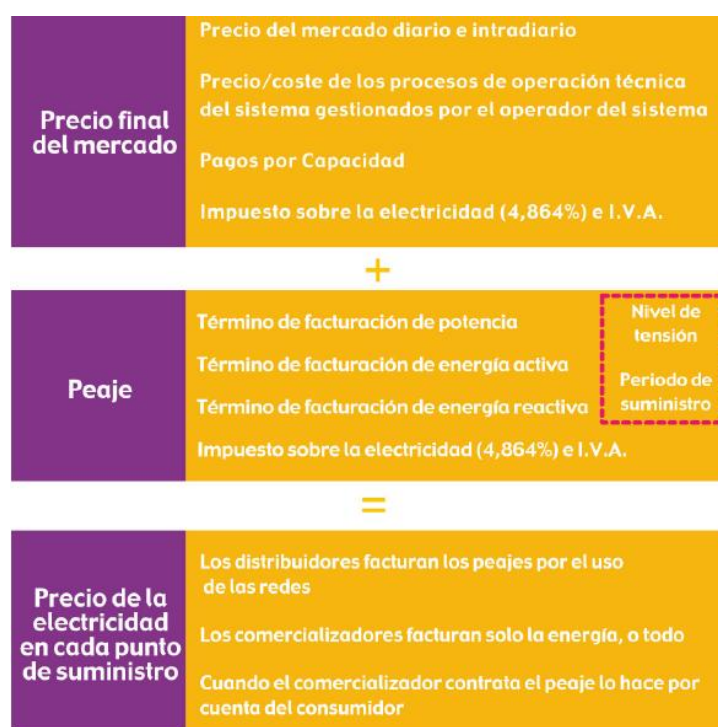 Precio final
del mercado
Precio del mercado diario e intradiario
Precio/coste de los procesos de operación técnica
del sistema gestionados por el operador del sistema
Pagos por Capacidad
Impuesto sobre la electricidad (4,864%) e I.V.A.
+
Peaje
Término de facturación de potencia
Término de facturación de energía activa
Término de facturación de energía reactiva
Impuesto sobre la electricidad (4,864%) e I.V.A.
Nivel de
tensión
Periodo de
suministro
=
Precio de la
electricidad
en cada punto
de suministro
Los distribuidores facturan los peajes por el uso
de las redes
Los comercializadores facturan solo la energía, o todo
Cuando el comercializador contrata el peaje lo hace por
cuenta del consumidor